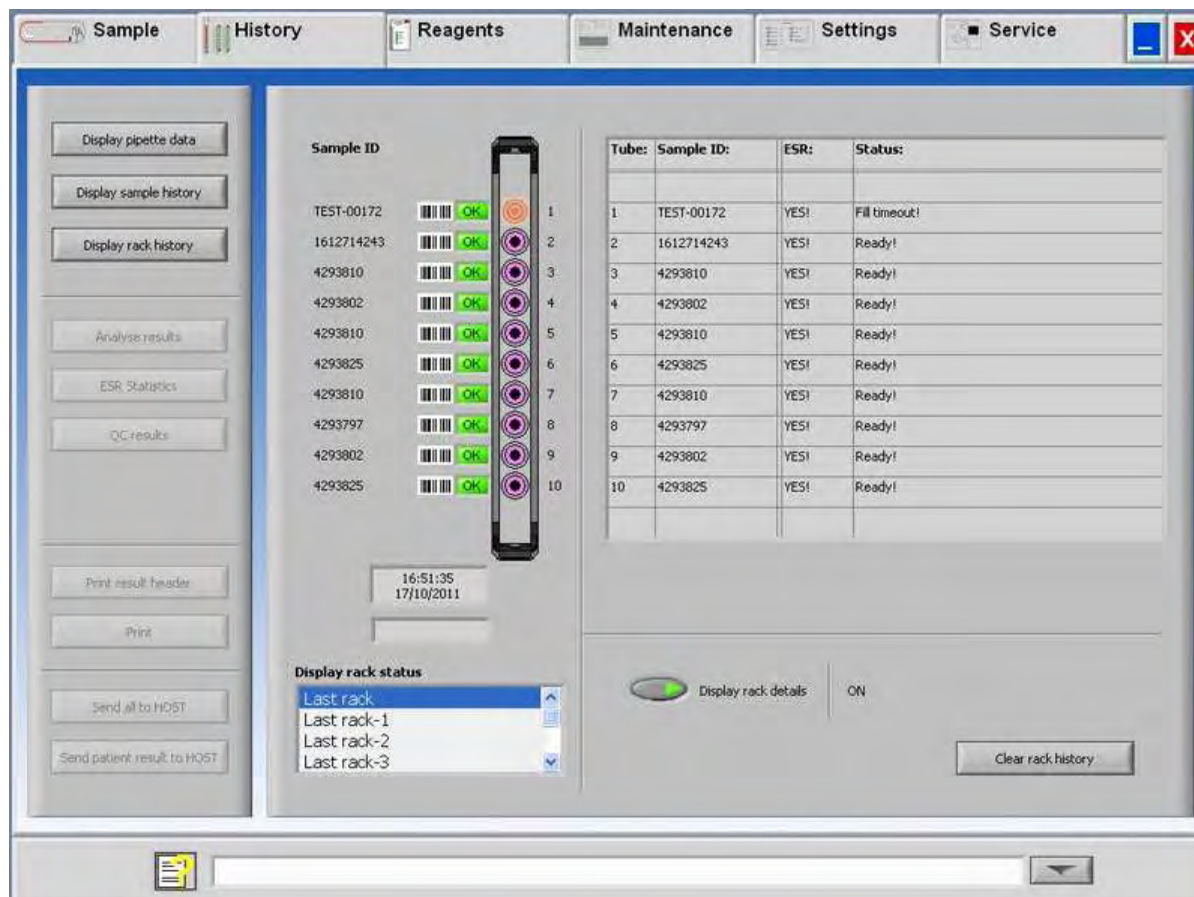 Sample History Reagents Maintenance Settings Service
Display pipette data
Display sample history
Display rack history
Analyse results
ESR Statistics
QC results
Print result header
Print
Send all to HOST
Send patient result to HOST
Sample ID
TEST-00172 OK 1
1612714243 OK 2
4293810 OK 3
4293802 OK 4
4293810 OK 5
4293825 OK 6
4293810 OK 7
4293797 OK 8
4293802 OK 9
4293825 OK 10
16:51:35
17/10/2011
Display rack status
Last rack
Last rack-1
Last rack-2
Last rack-3
Tube: Sample ID: ESR: Status:
1 TEST-00172 YES! Fill timeout!
2 1612714243 YES! Ready!
3 4293810 YES! Ready!
4 4293802 YES! Ready!
5 4293810 YES! Ready!
6 4293825 YES! Ready!
7 4293810 YES! Ready!
8 4293797 YES! Ready!
9 4293802 YES! Ready!
10 4293825 YES! Ready!
Display rack details ON
Clear rack history